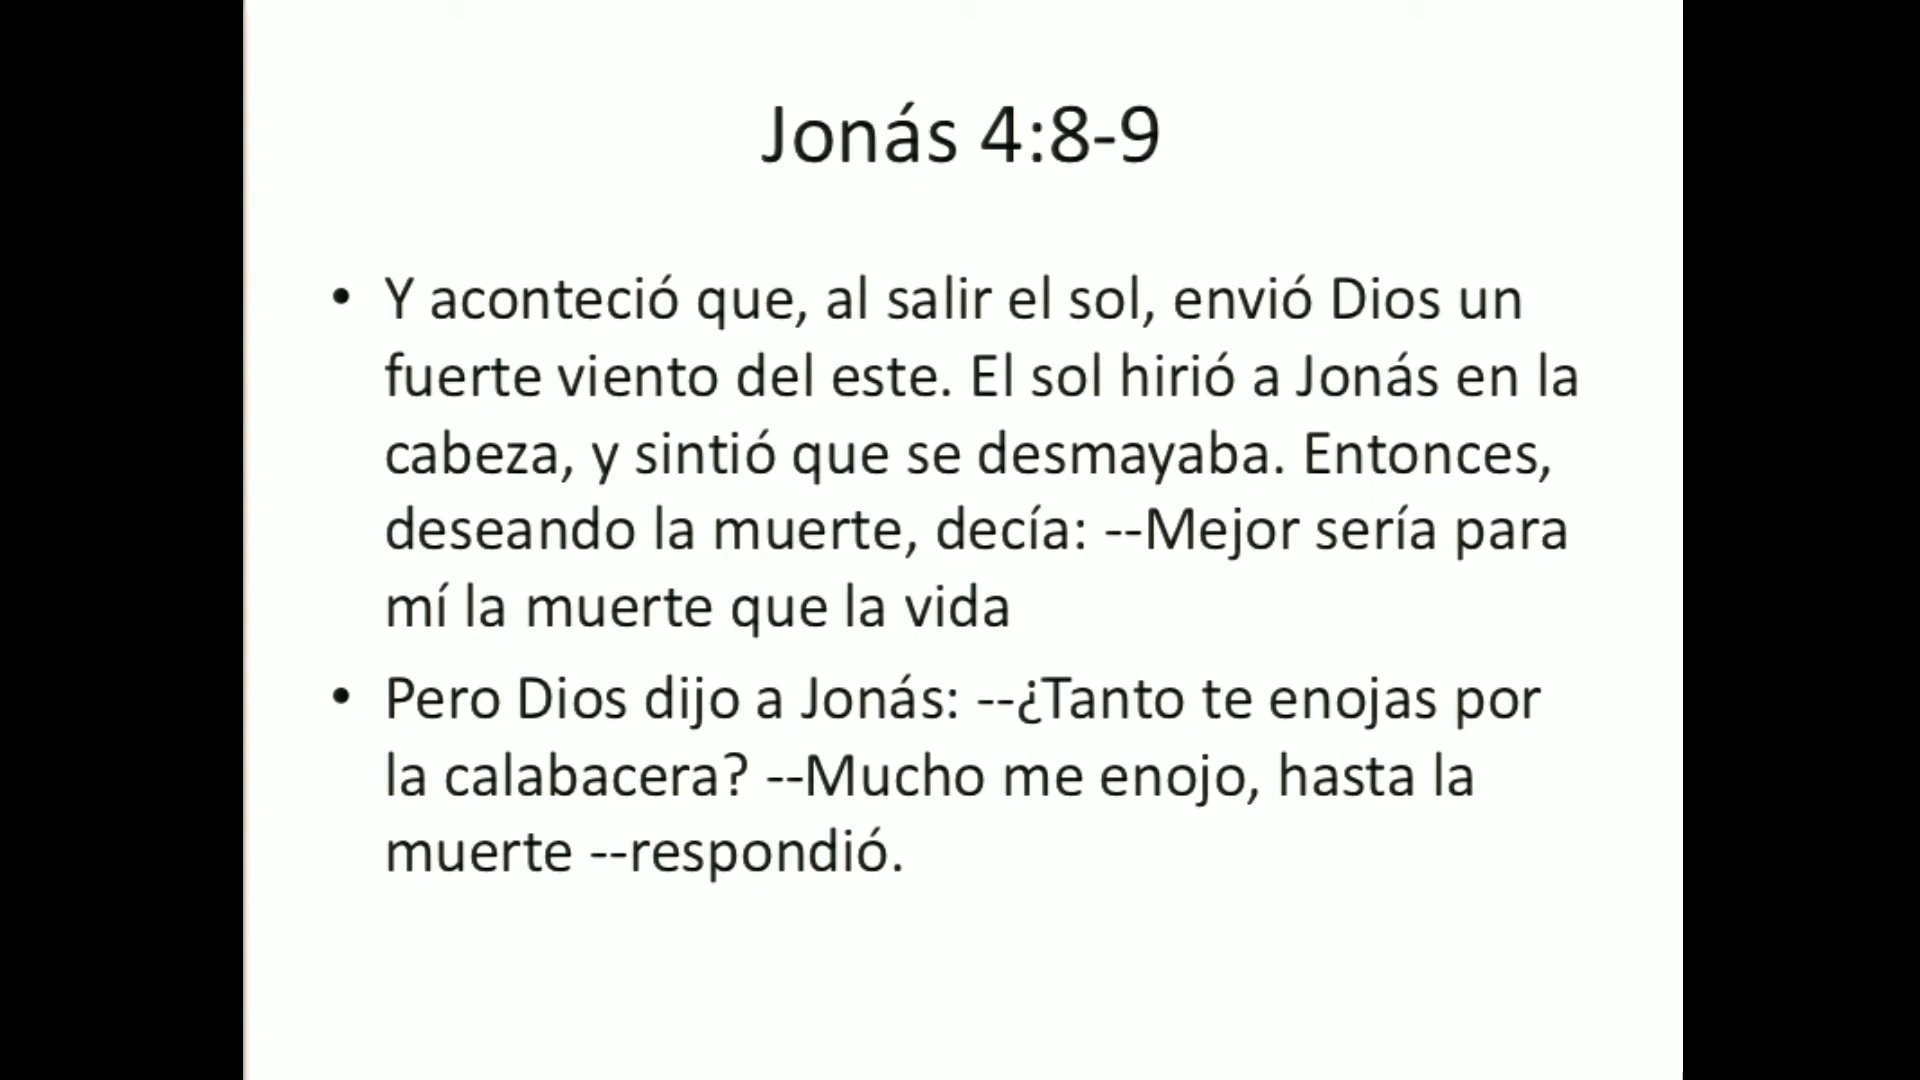 Jonás 4:8-9
• Y aconteció que, al salir el sol, envió Dios un
fuerte viento del este. El sol hirió a Jonás en la
cabeza, y sintió que se desmayaba. Entonces,
deseando la muerte, decía: --Mejor sería para
mí la muerte que la vida
• Pero Dios dijo a Jonás: --¿Tanto te enojas por
la calabacera? --Mucho me enojo, hasta la
muerte --respondió.